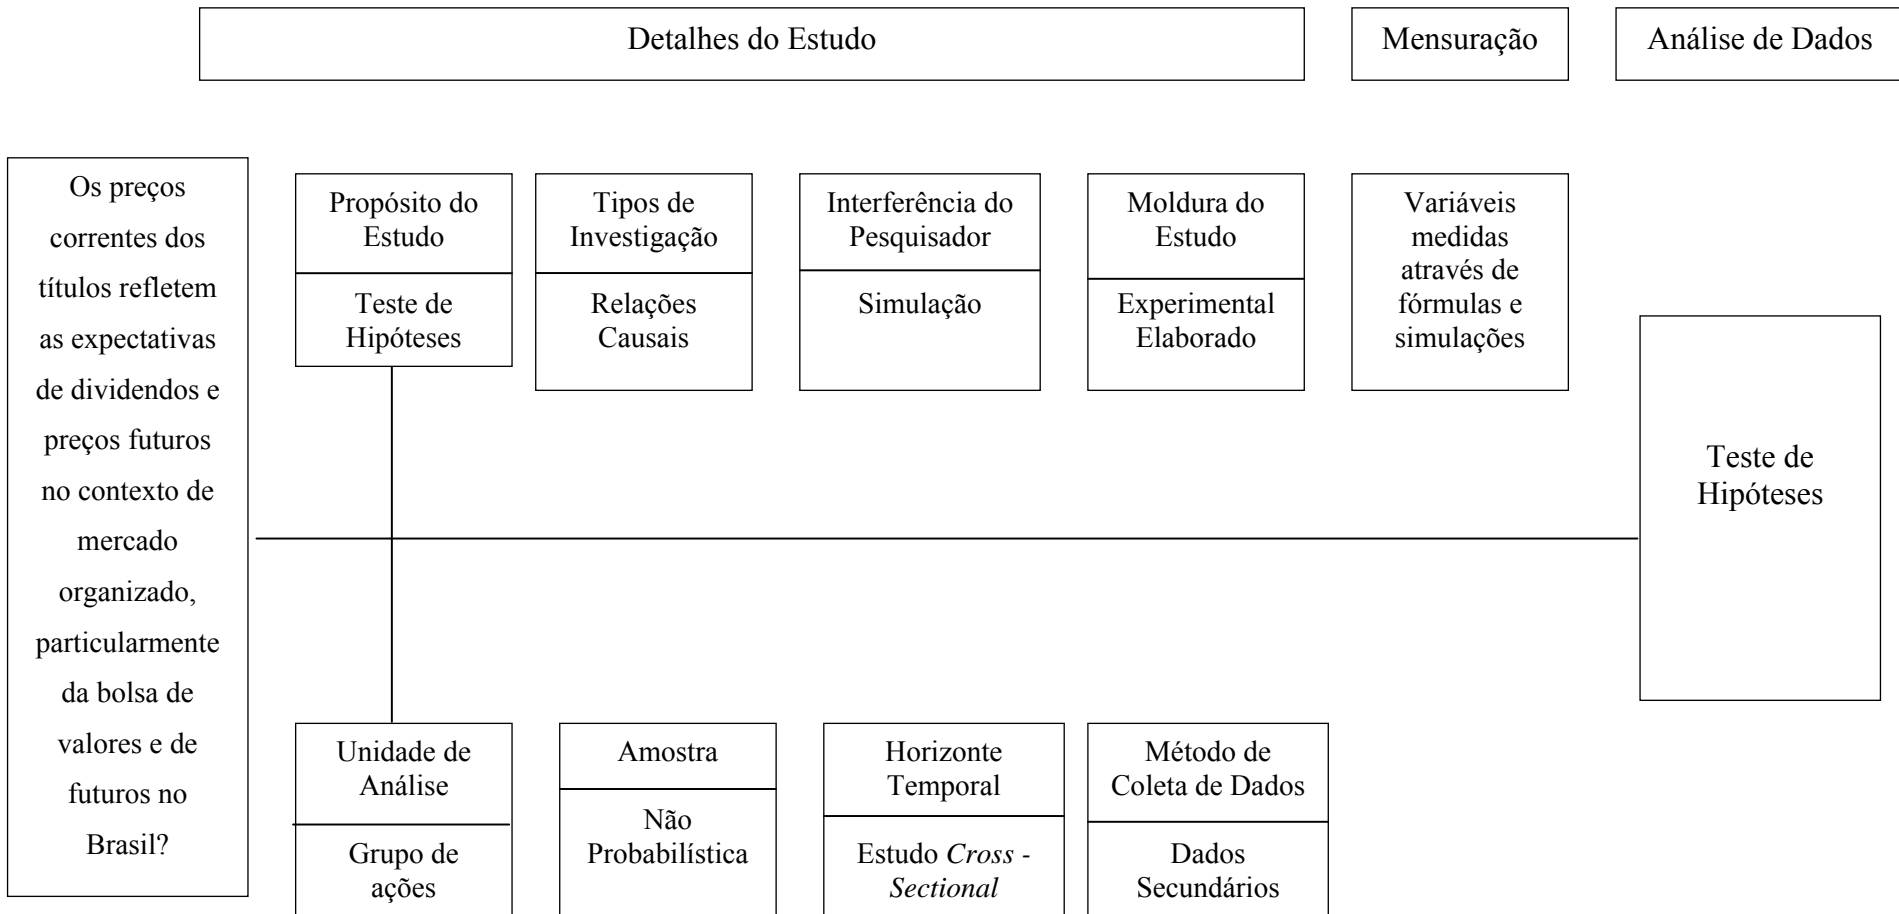 Detalhes do Estudo
Mensuração
Análise de Dados
Os preços
correntes dos
títulos refletem
as expectativas
de dividendos e
preços futuros
no contexto de
mercado
organizado,
particularmente
da bolsa de
valores e de
futuros no
Brasil?
Propósito do
Estudo
Teste de
Hipóteses
Tipos de
Investigação
Relações
Causais
Interferência do
Pesquisador
Simulação
Moldura do
Estudo
Experimental
Elaborado
Variáveis
medidas
através de
fórmulas e
simulações
Teste de
Hipóteses
Unidade de
Análise
Grupo de
ações
Amostra
Não
Probabilística
Horizonte
Temporal
Estudo Cross -
Sectional
Método de
Coleta de Dados
Dados
Secundários